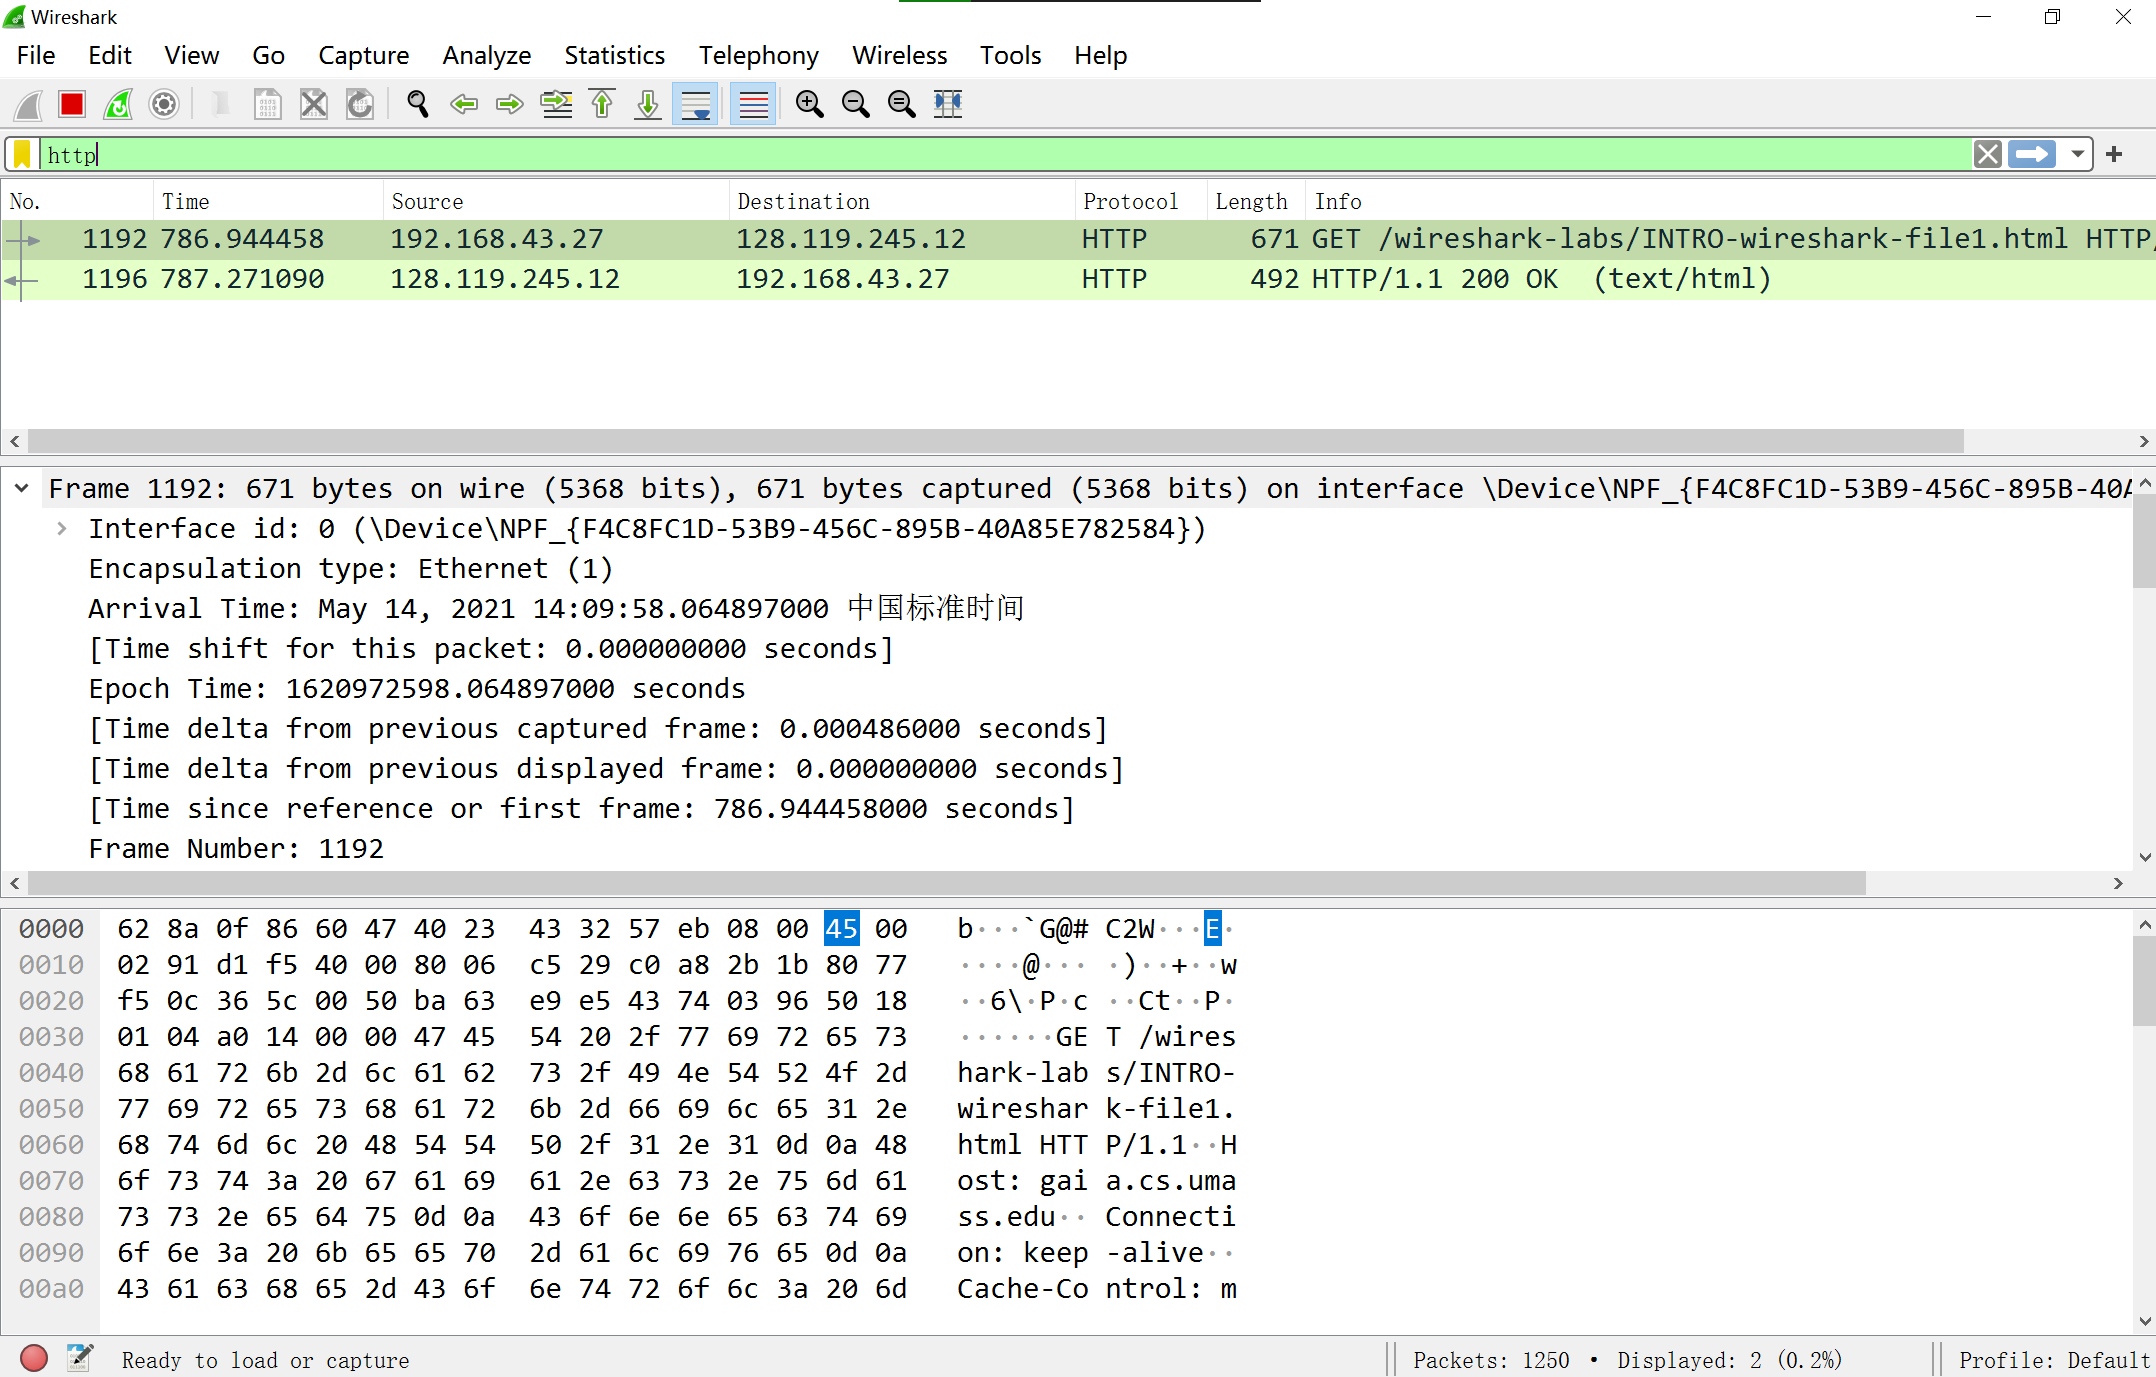 Wireshark
File Edit View Go Capture Analyze Statistics Telephony Wireless Tools Help
http
No. Time Source Destination Protocol Length Info
1192 786.944458 192.168.43.27 128.119.245.12 HTTP 671 GET /wireshark-labs/INTRO-wireshark-file1.html HTTP/
1196 787.271090 128.119.245.12 192.168.43.27 HTTP 492 HTTP/1.1 200 OK (text/html)
Frame 1192: 671 bytes on wire (5368 bits), 671 bytes captured (5368 bits) on interface \Device\NPF_{F4C8FC1D-53B9-456C-895B-40A
Interface id: 0 (\Device\NPF_{F4C8FC1D-53B9-456C-895B-40A85E782584})
Encapsulation type: Ethernet (1)
Arrival Time: May 14, 2021 14:09:58.064897000 中国标准时间
[Time shift for this packet: 0.000000000 seconds]
Epoch Time: 1620972598.064897000 seconds
[Time delta from previous captured frame: 0.000486000 seconds]
[Time delta from previous displayed frame: 0.000000000 seconds]
[Time since reference or first frame: 786.944458000 seconds]
Frame Number: 1192
0000 62 8a 0f 86 60 47 40 23 43 32 57 eb 08 00 45 00 b···`G@# C2W···E·
0010 02 91 d1 f5 40 00 80 06 c5 29 c0 a8 2b 1b 80 77 ····@··· ·)··+··w
0020 f5 0c 36 5c 00 50 ba 63 e9 e5 43 74 03 96 50 18 ··6\·P·c ··Ct··P·
0030 01 04 a0 14 00 00 47 45 54 20 2f 77 69 72 65 73 ······GE T /wires
0040 68 61 72 6b 2d 6c 61 62 73 2f 49 4e 54 52 4f 2d hark-lab s/INTRO-
0050 77 69 72 65 73 68 61 72 6b 2d 66 69 6c 65 31 2e wireshar k-file1.
0060 68 74 6d 6c 20 48 54 54 50 2f 31 2e 31 0d 0a 48 html HTT P/1.1··H
0070 6f 73 74 3a 20 67 61 69 61 2e 63 73 2e 75 6d 61 ost: gai a.cs.uma
0080 73 73 2e 65 64 75 0d 0a 43 6f 6e 6e 65 63 74 69 ss.edu·· Connecti
0090 6f 6e 3a 20 6b 65 65 70 2d 61 6c 69 76 65 0d 0a on: keep -alive··
00a0 43 61 63 68 65 2d 43 6f 6e 74 72 6f 6c 3a 20 6d Cache-Co ntrol: m
Ready to load or capture Packets: 1250 · Displayed: 2 (0.2%) Profile: Default